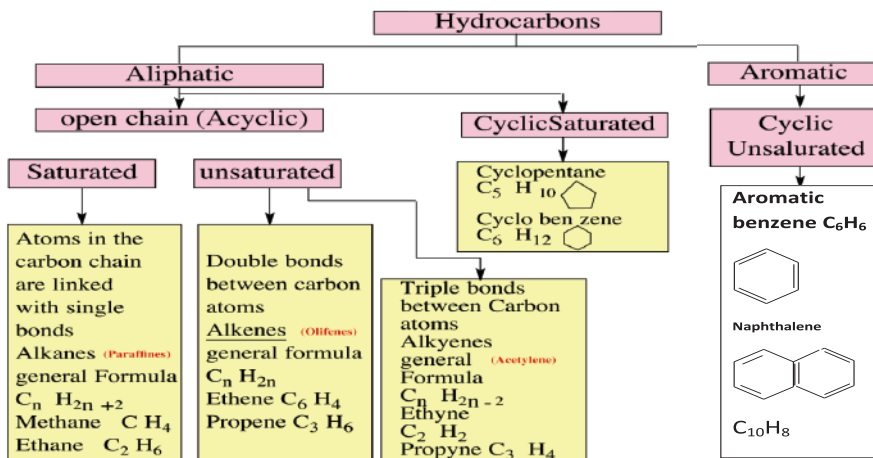 Hydrocarbons
Aliphatic
Aromatic
open chain (Acyclic)
CyclicSaturated
Cyclic
Unsalurated
Saturated
unsaturated
Cyclopentane
C5 H10
Cyclo ben zene
C6 H12
Aromatic
benzene C6H6
Naphthalene
C10H8
Atoms in the
carbon chain
are linked
with single
bonds
Alkanes (Paraffines)
general Formula
Cn H2n +2
Methane C H4
Ethane C2 H6
Double bonds
between carbon
atoms
Alkenes (Olifenes)
general formula
Cn H2n
Ethene C6 H4
Propene C3 H6
Triple bonds
between Carbon
atoms
Alkyenes
general (Acetylene)
Formula
Cn H2n - 2
Ethyne
C2 H2
Propyne C3 H4